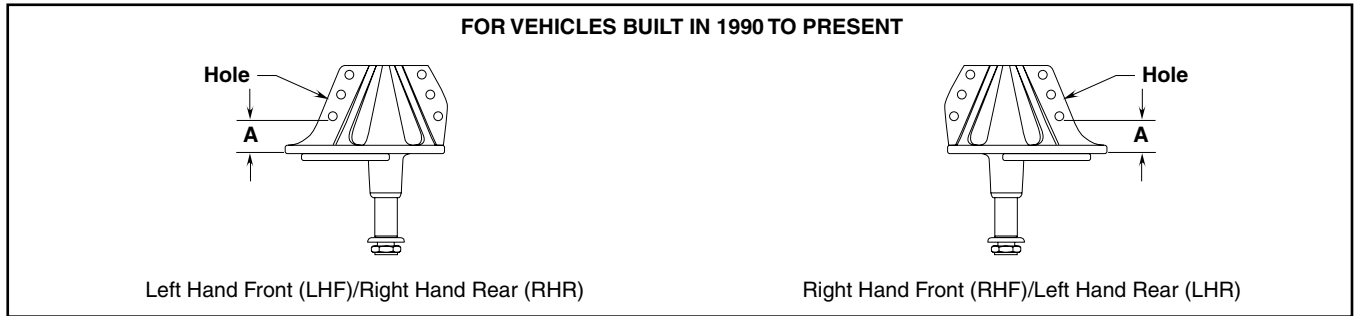 FOR VEHICLES BUILT IN 1990 TO PRESENT
Hole
A
Hole
A
Left Hand Front (LHF)/Right Hand Rear (RHR)
Right Hand Front (RHF)/Left Hand Rear (LHR)